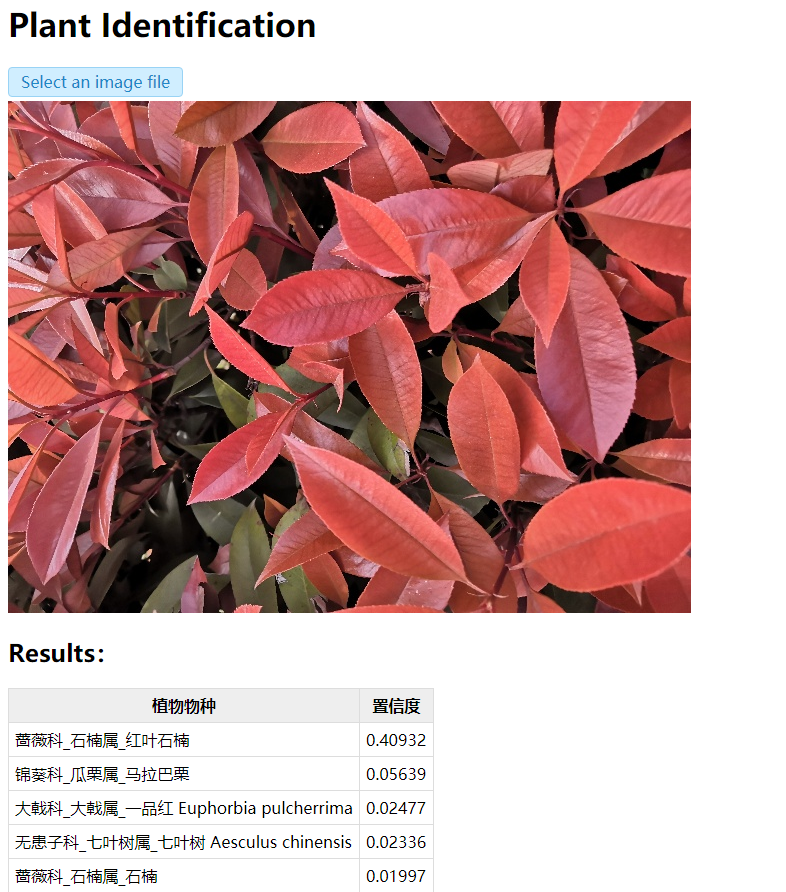 Plant Identification
Select an image file
Results:
植物物种 置信度
蔷薇科_石楠属_红叶石楠 0.40932
锦葵科_瓜栗属_马拉巴栗 0.05639
大戟科_大戟属_一品红 Euphorbia pulcherrima 0.02477
无患子科_七叶树属_七叶树 Aesculus chinensis 0.02336
蔷薇科_石楠属_石楠 0.01997